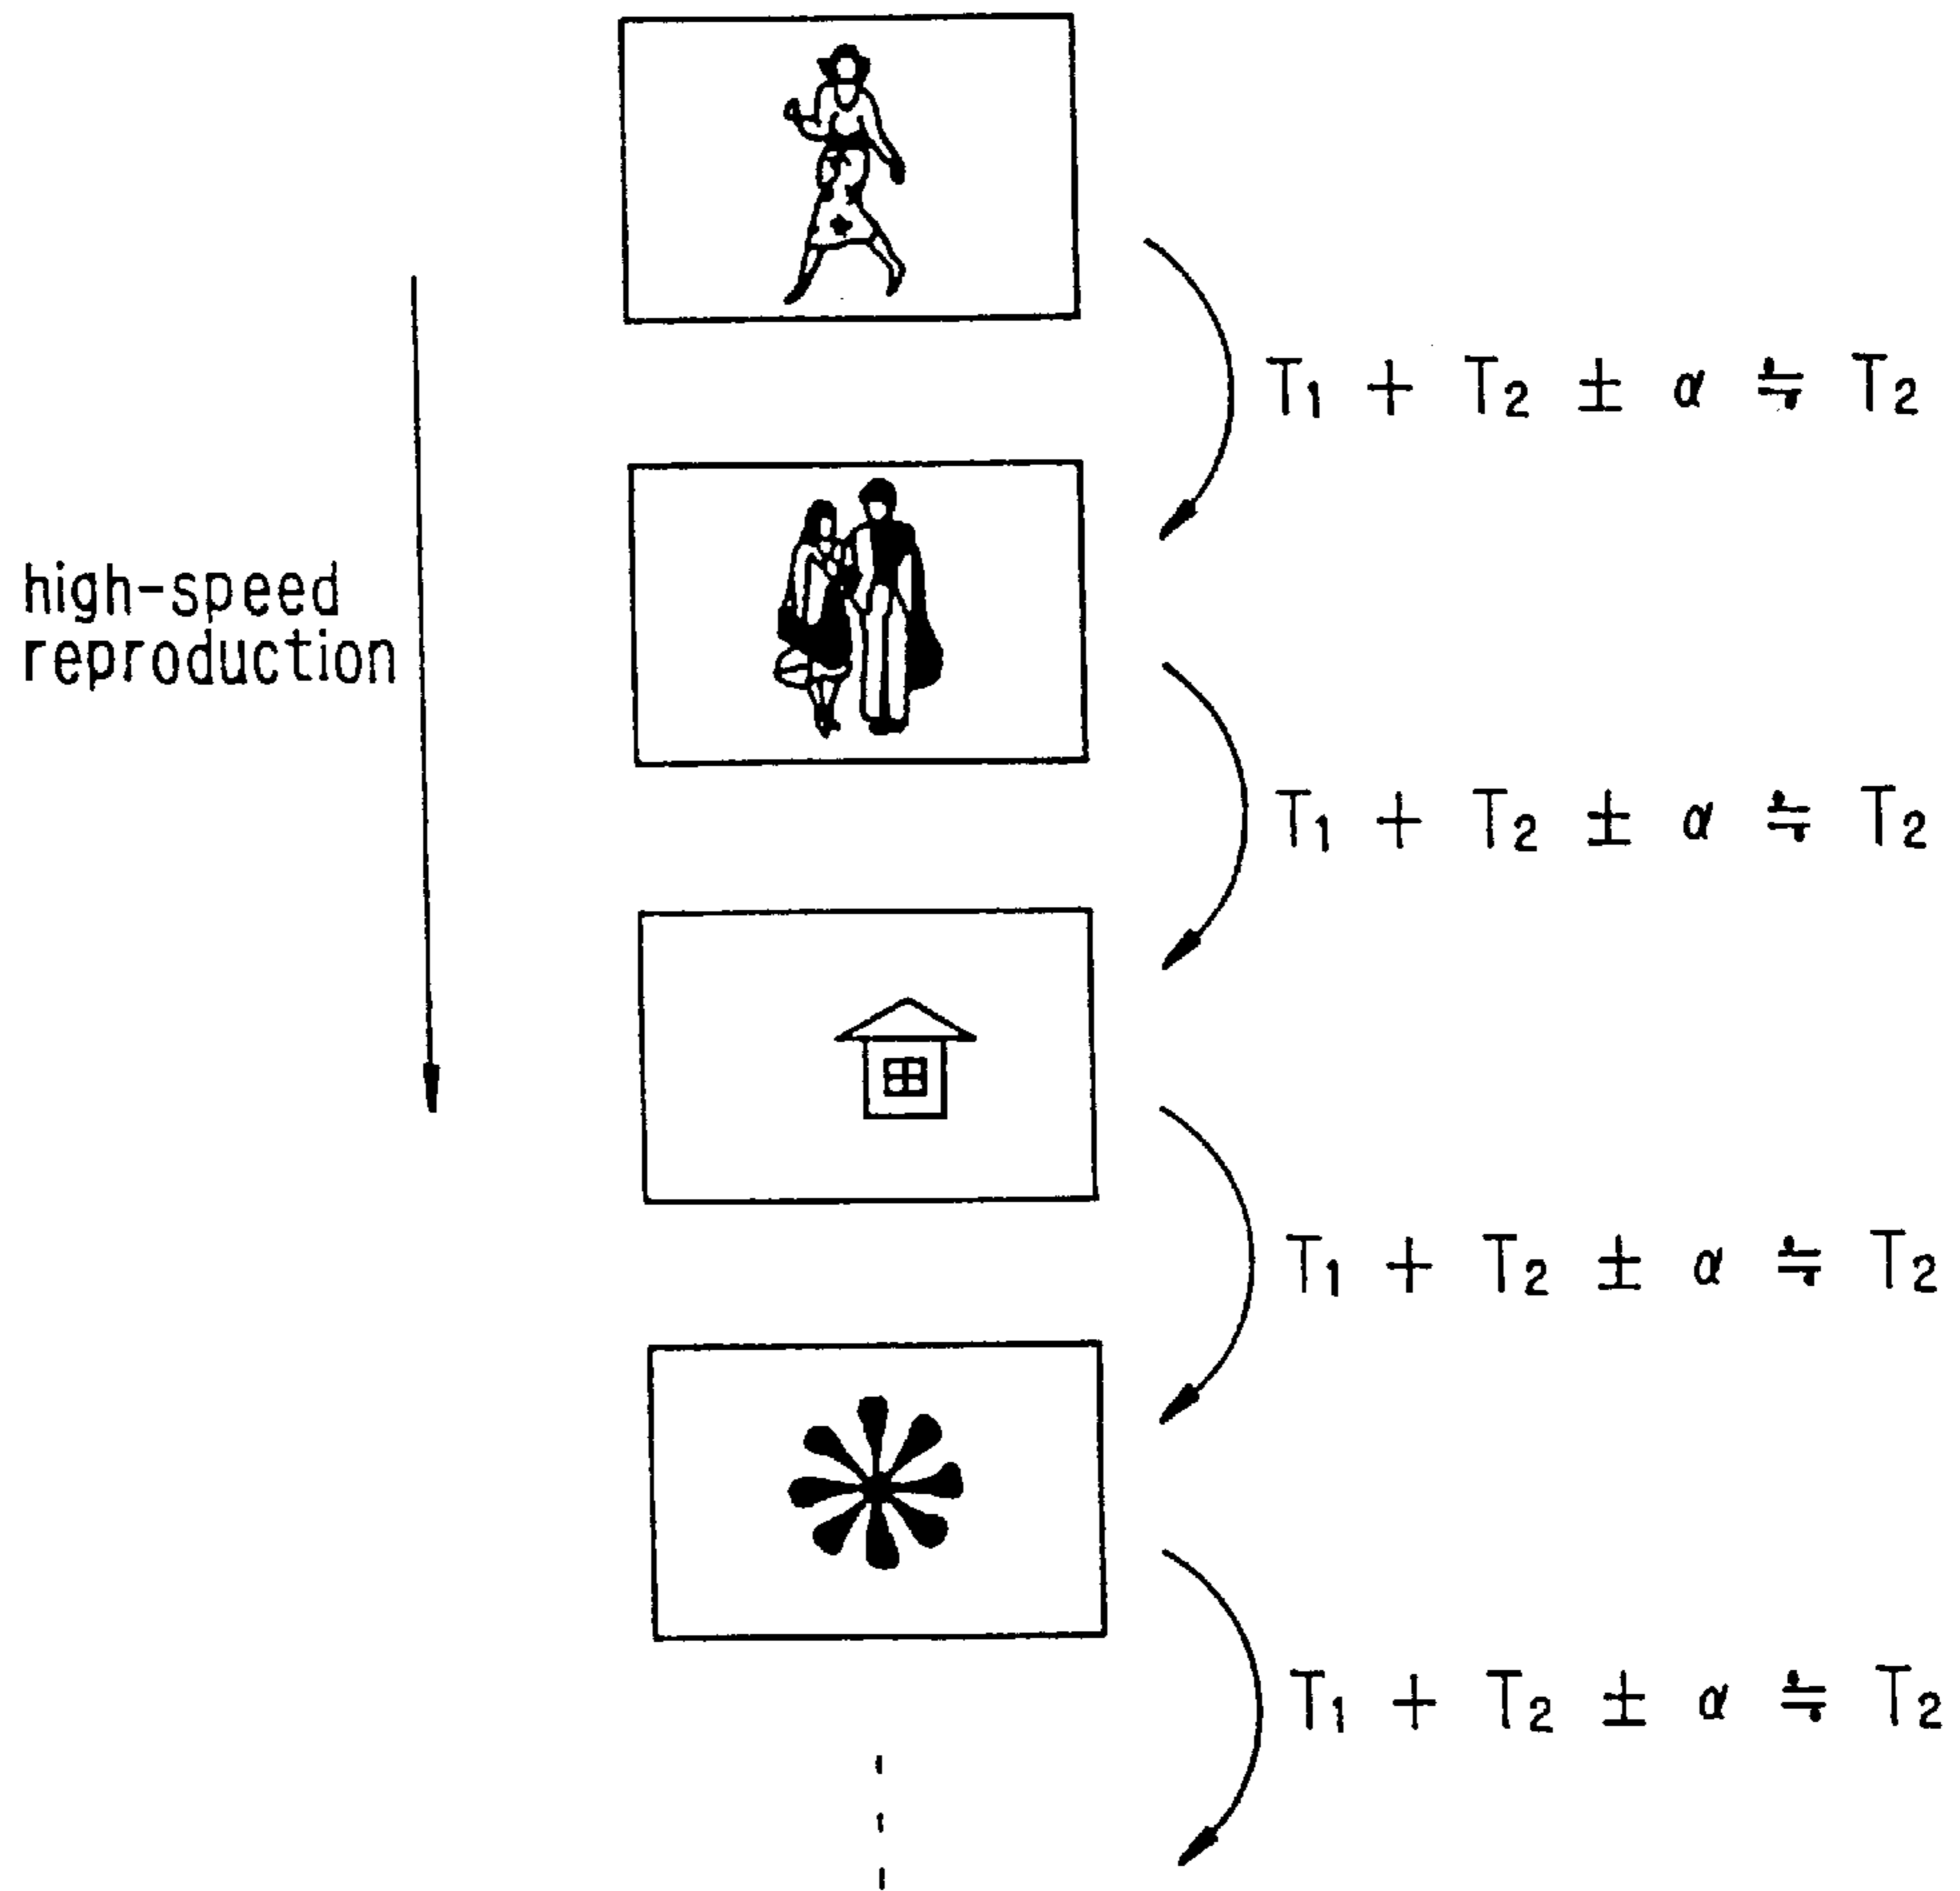 T₁ + T₂ ± α ≒ T₂
high-speed
reproduction
T₁ + T₂ ± α ≒ T₂
T₁ + T₂ ± α ≒ T₂
T₁ + T₂ ± α ≒ T₂